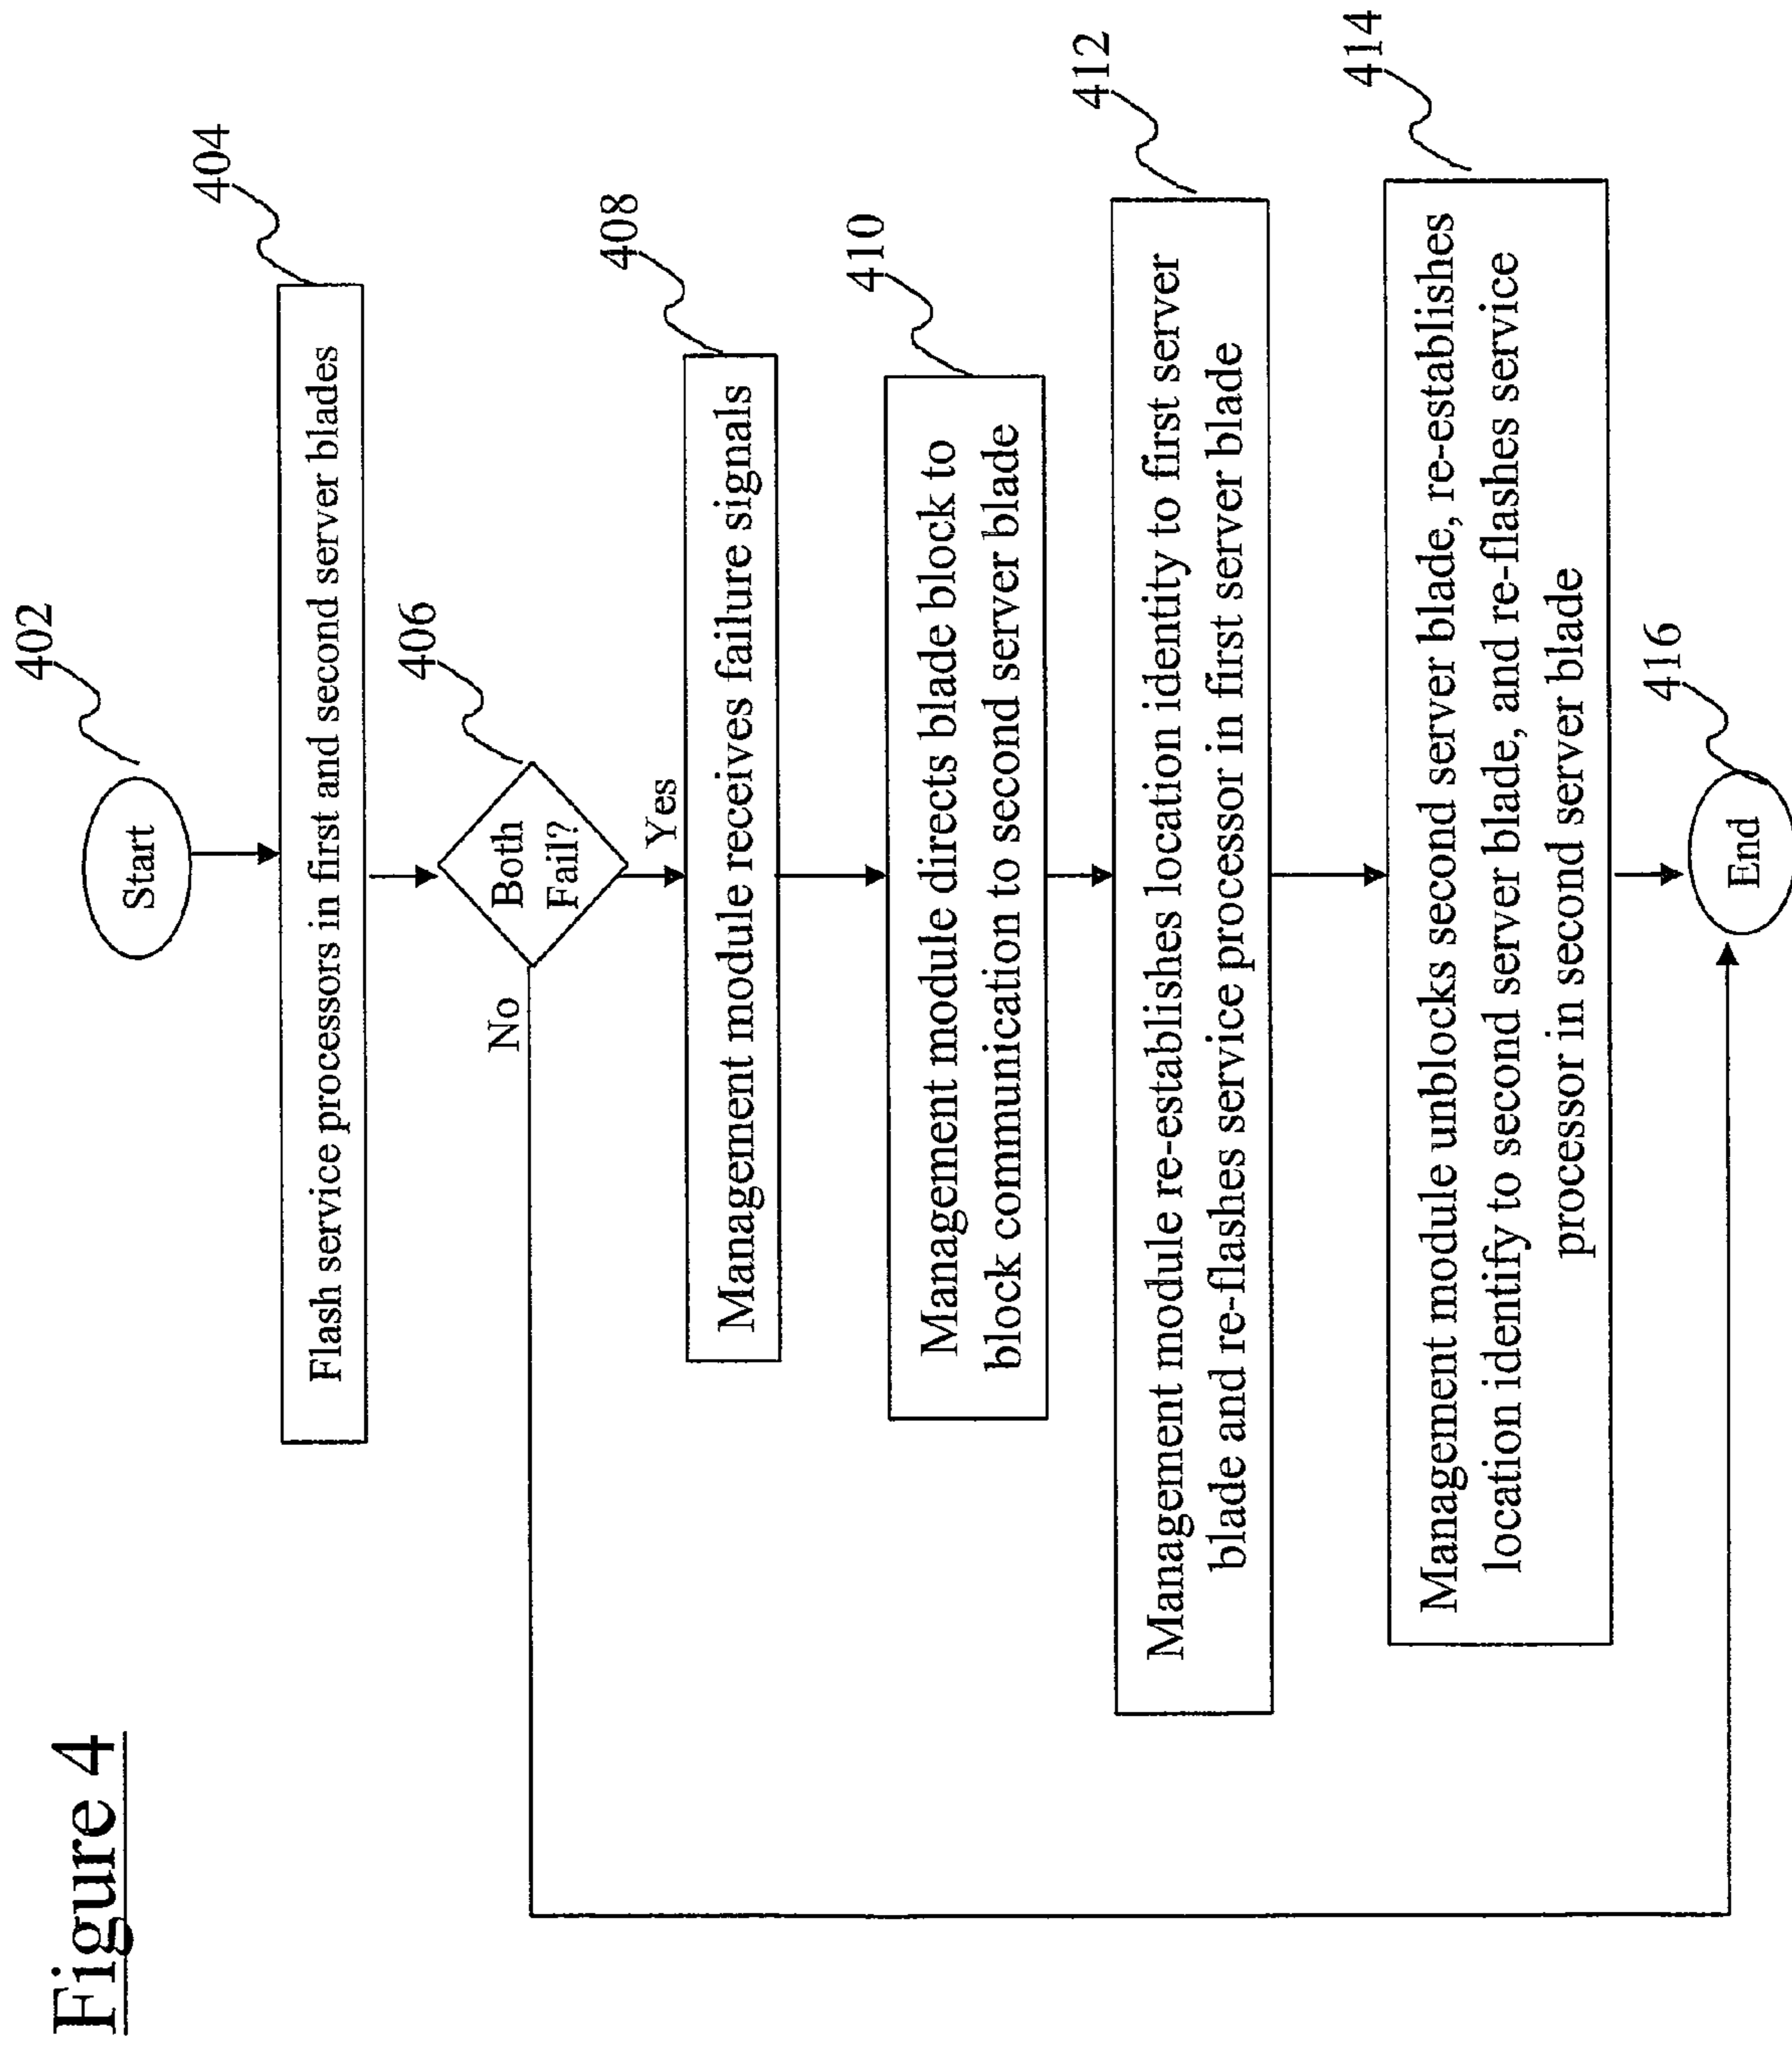 Figure 4
402
Start
404
Flash service processors in first and second server blades
406
Both
Fail?
No
Yes
408
Management module receives failure signals
410
Management module directs blade block to
block communication to second server blade
412
Management module re-establishes location identity to first server
blade and re-flashes service processor in first server blade
414
Management module unblocks second server blade, re-establishes
location identify to second server blade, and re-flashes service
processor in second server blade
416
End